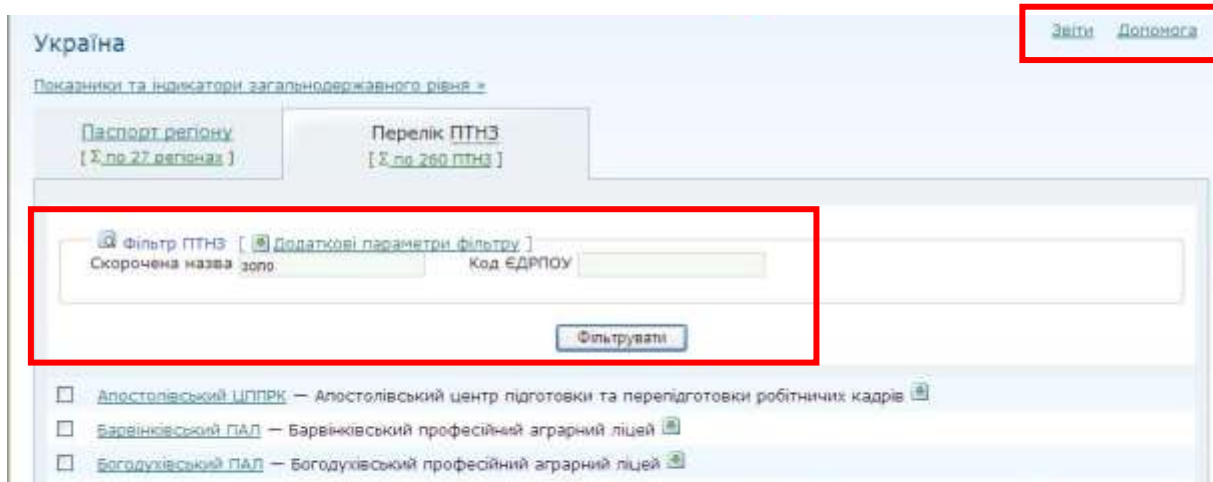 Звіти Допомога
Україна
Показники та індикатори загальнодержавного рівня »
Паспорт регіону Перелік ПТНЗ
[ Σ по 27 регіонах ] [ Σ по 260 ПТНЗ ]
Фільтр ПТНЗ [ Додаткові параметри фільтру ]
Скорочена назва зопо Код ЄДРПОУ
Фільтрувати
Апостолівський ЦППРК — Апостолівський центр підготовки та перепідготовки робітничих кадрів
Барвінківський ПАЛ — Барвінківський професійний аграрний ліцей
Богодухівський ПАЛ — Богодухівський професійний аграрний ліцей